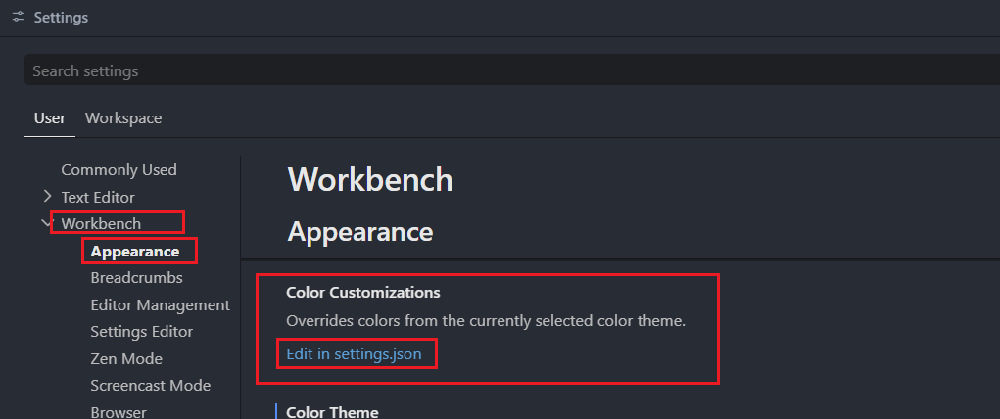 Settings
Search settings
User Workspace
Commonly Used
Text Editor
Workbench
Appearance
Breadcrumbs
Editor Management
Settings Editor
Zen Mode
Screencast Mode
Browser
Workbench
Appearance
Color Customizations
Overrides colors from the currently selected color theme.
Edit in settings.json
Color Theme